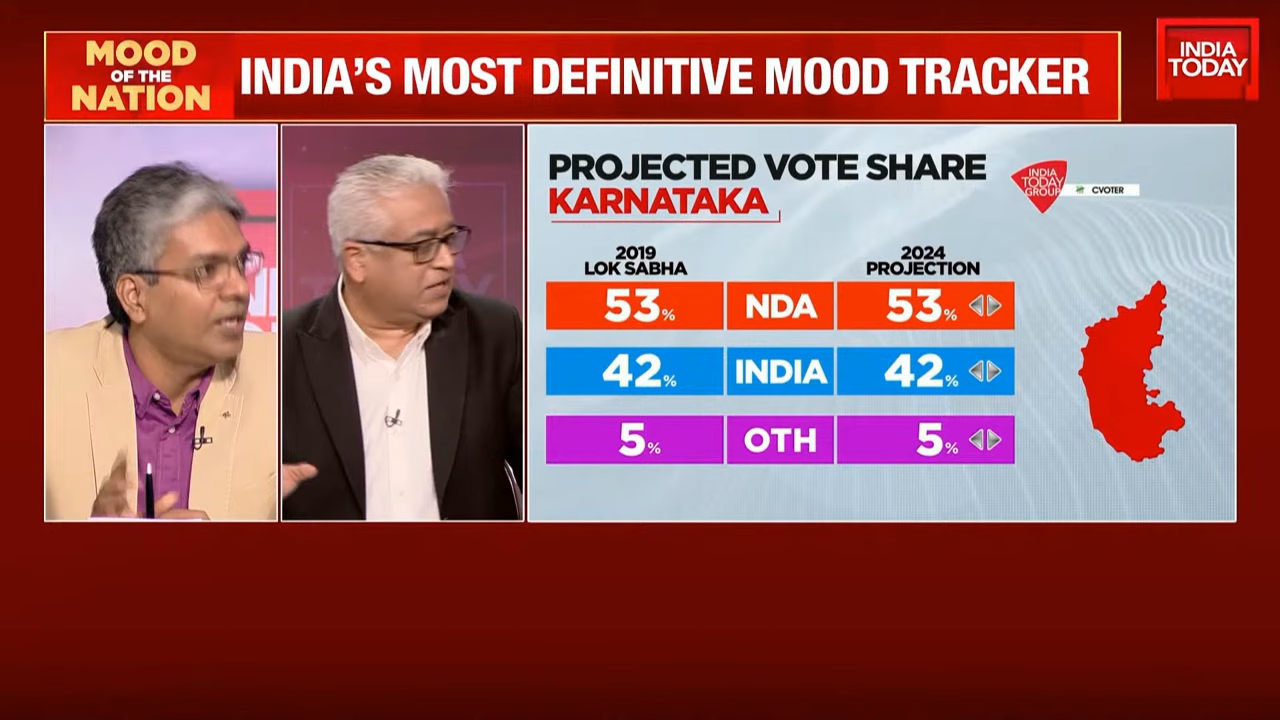 MOOD
OF THE
NATION
INDIA'S MOST DEFINITIVE MOOD TRACKER
INDIA
TODAY
PROJECTED VOTE SHARE
KARNATAKA
INDIA
TODAY
GROUP
CVOTER
2019
LOK SABHA
2024
PROJECTION
53% NDA 53%
42% INDIA 42%
5% OTH 5%